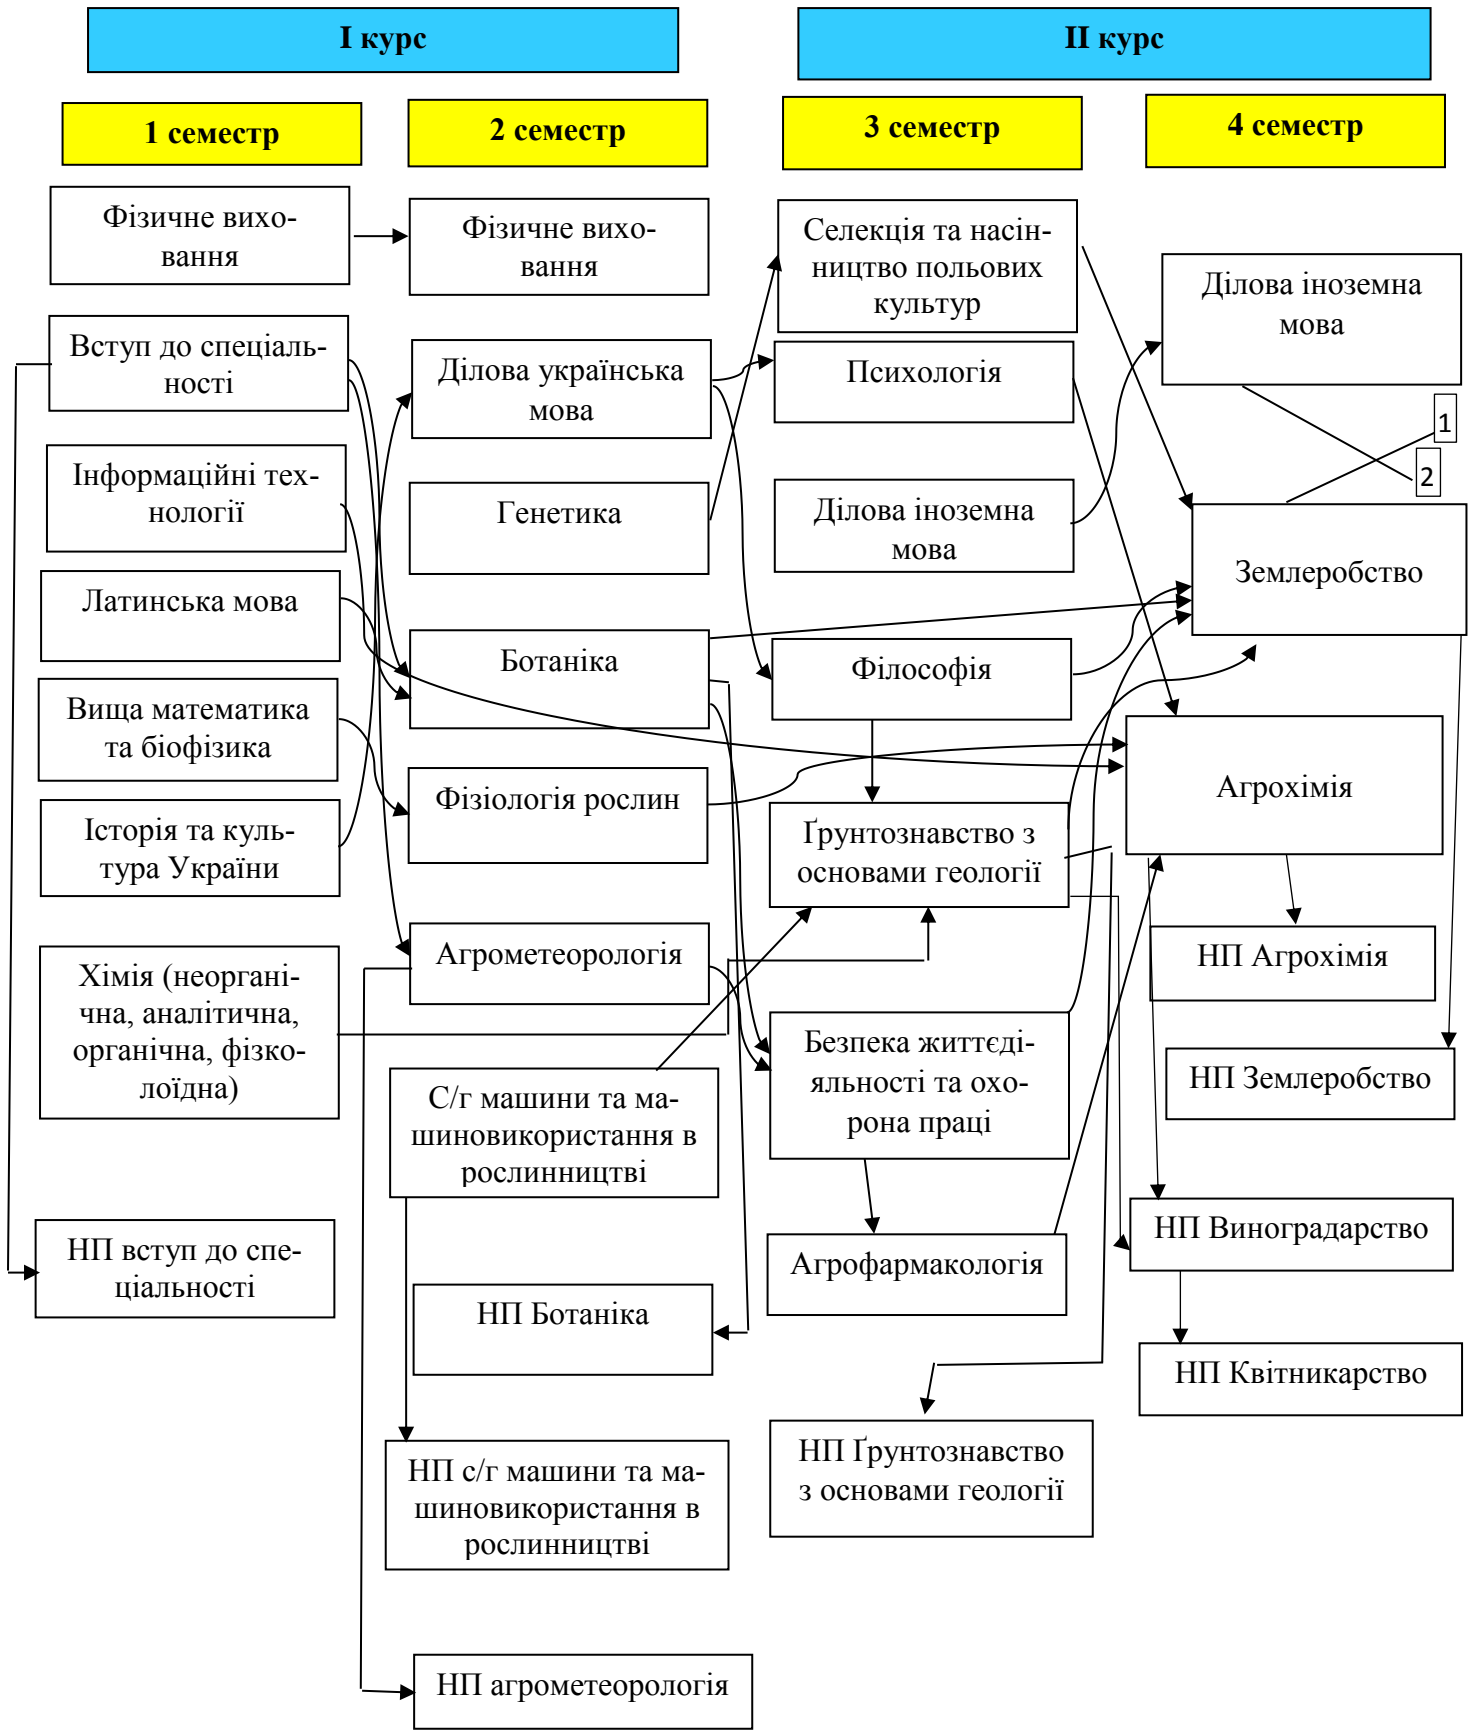 І курс
ІІ курс
1 семестр
2 семестр
3 семестр
4 семестр
Фізичне вихо-
вання
Вступ до спеціаль-
ності
Інформаційні тех-
нології
Латинська мова
Вища математика
та біофізика
Історія та куль-
тура України
Хімія (неоргані-
чна, аналітична,
органічна, фізко-
лоїдна)
НП вступ до спе-
ціальності
Фізичне вихо-
вання
Ділова українська
мова
Генетика
Ботаніка
Фізіологія рослин
Агрометеорологія
С/г машини та ма-
шиновикористання в
рослинництві
НП Ботаніка
НП с/г машини та ма-
шиновикористання в
рослинництві
НП агрометеорологія
Селекція та насін-
ництво польових
культур
Психологія
Ділова іноземна
мова
Філософія
Ґрунтознавство з
основами геології
Безпека життєді-
яльності та охо-
рона праці
Агрофармакологія
НП Ґрунтознавство
з основами геології
Ділова іноземна
мова
1
2
Землеробство
Агрохімія
НП Агрохімія
НП Землеробство
НП Виноградарство
НП Квітникарство